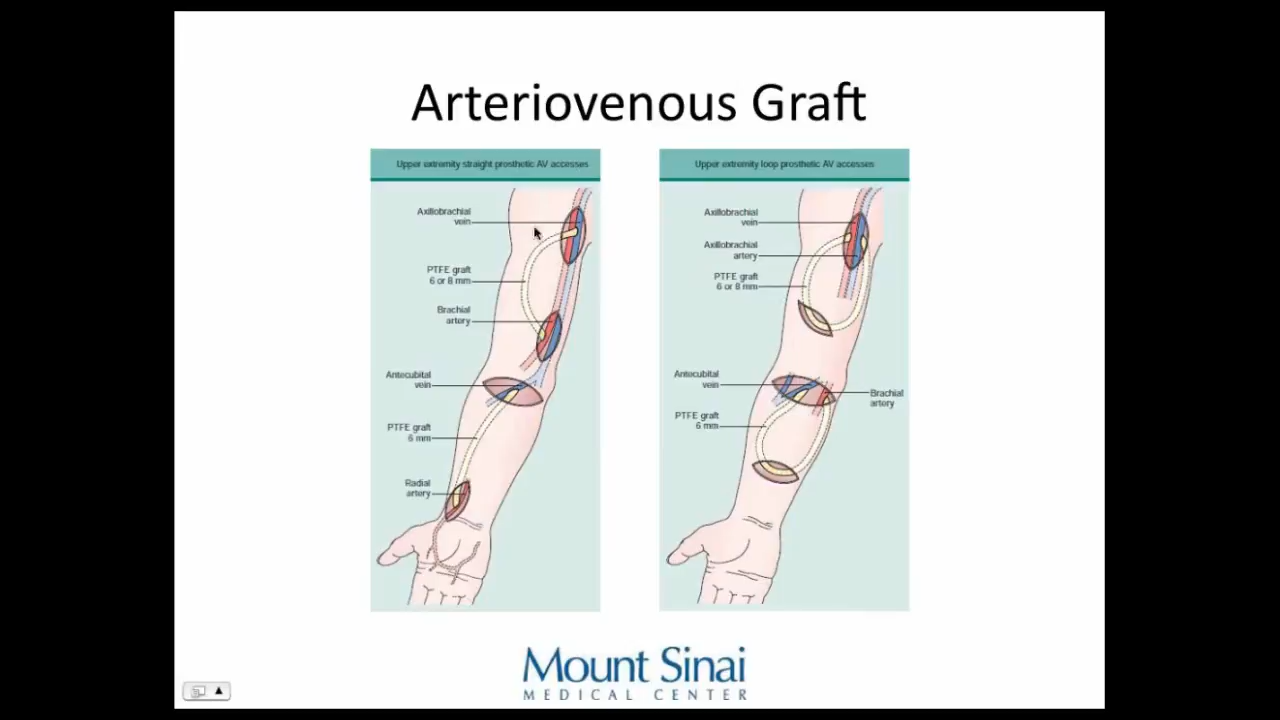 Arteriovenous Graft
Upper extremity straight prosthetic AV accesses
Axillobrachial
vein
PTFE graft
6 or 8 mm
Brachial
artery
Antecubital
vein
PTFE graft
6 mm
Radial
artery
Upper extremity loop prosthetic AV accesses
Axillobrachial
vein
Axillobrachial
artery
PTFE graft
6 or 8 mm
Antecubital
vein
Brachial
artery
PTFE graft
6 mm
Mount Sinai
MEDICAL CENTER